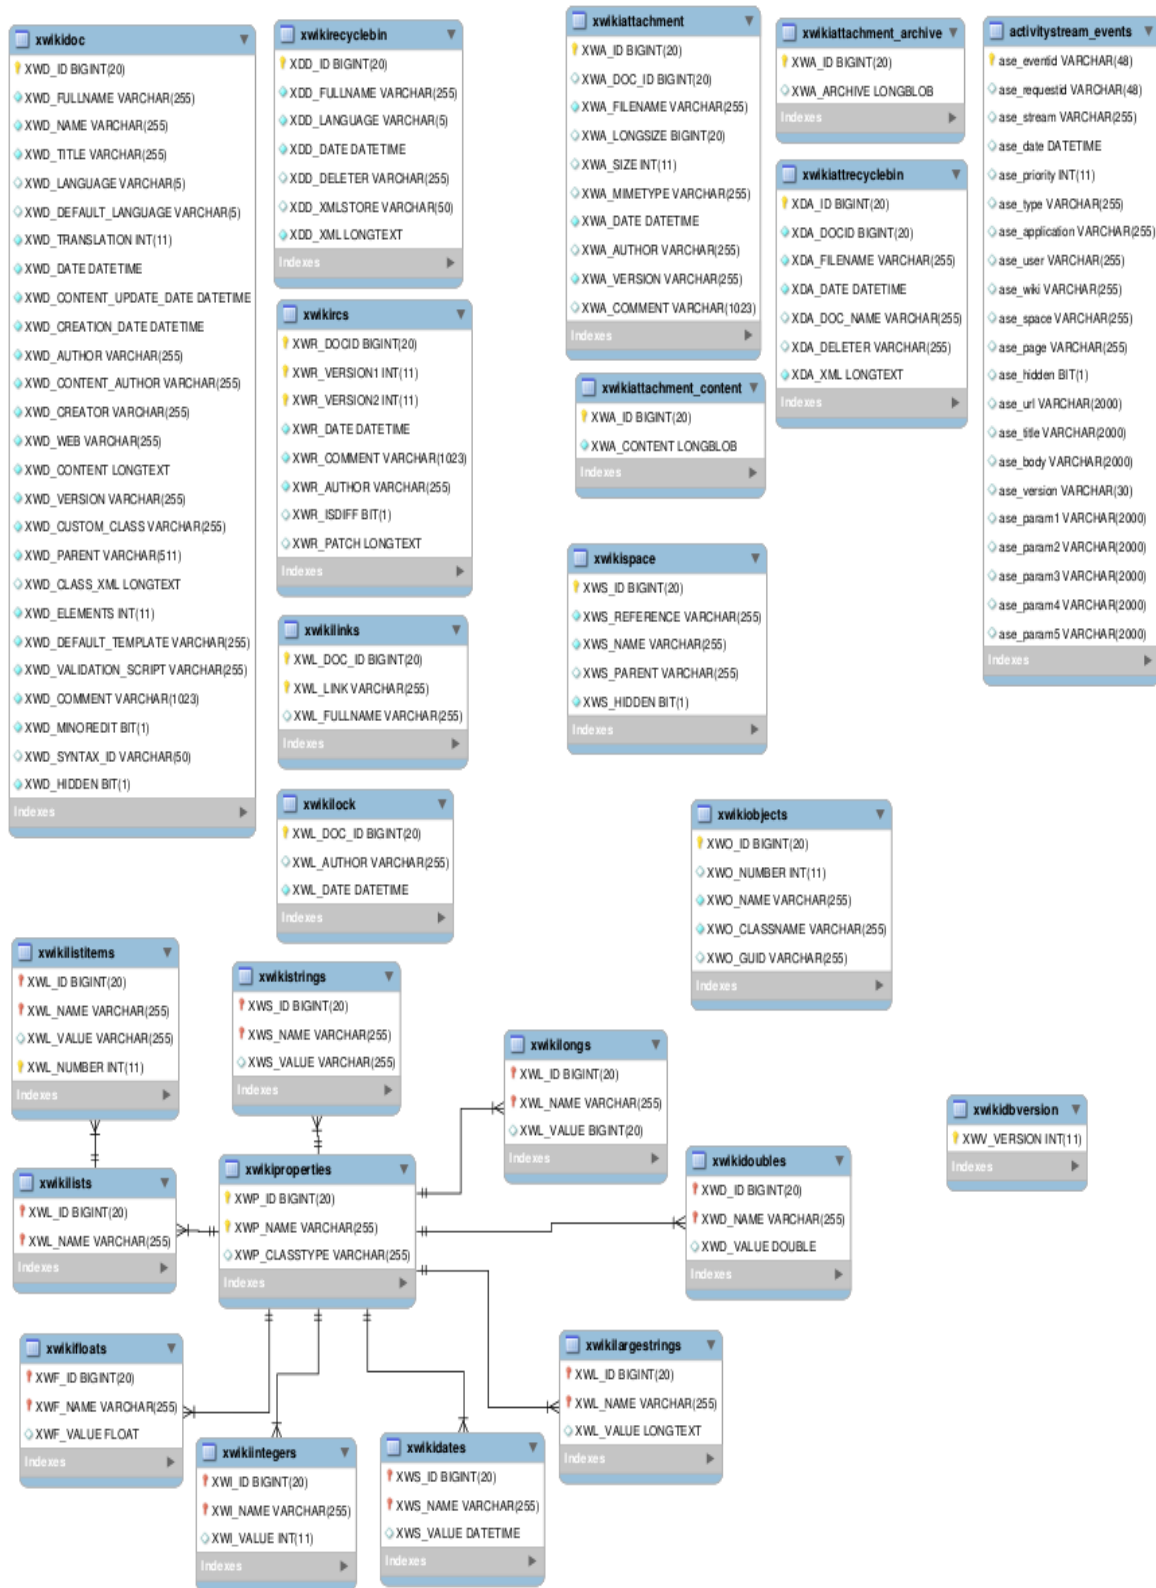 xwikidoc
XWD_ID BIGINT(20)
XWD_FULLNAME VARCHAR(255)
XWD_NAME VARCHAR(255)
XWD_TITLE VARCHAR(255)
XWD_LANGUAGE VARCHAR(5)
XWD_DEFAULT_LANGUAGE VARCHAR(5)
XWD_TRANSLATION INT(11)
XWD_DATE DATETIME
XWD_CONTENT_UPDATE_DATE DATETIME
XWD_CREATION_DATE DATETIME
XWD_AUTHOR VARCHAR(255)
XWD_CONTENT_AUTHOR VARCHAR(255)
XWD_CREATOR VARCHAR(255)
XWD_WEB VARCHAR(255)
XWD_CONTENT LONGTEXT
XWD_VERSION VARCHAR(255)
XWD_CUSTOM_CLASS VARCHAR(255)
XWD_PARENT VARCHAR(511)
XWD_CLASS_XML LONGTEXT
XWD_ELEMENTS INT(11)
XWD_DEFAULT_TEMPLATE VARCHAR(255)
XWD_VALIDATION_SCRIPT VARCHAR(255)
XWD_COMMENT VARCHAR(1023)
XWD_MINOREDIT BIT(1)
XWD_SYNTAX_ID VARCHAR(50)
XWD_HIDDEN BIT(1)
Indexes
xwikirecyclebin
XDD_ID BIGINT(20)
XDD_FULLNAME VARCHAR(255)
XDD_LANGUAGE VARCHAR(5)
XDD_DATE DATETIME
XDD_DELETER VARCHAR(255)
XDD_XMLSTORE VARCHAR(50)
XDD_XML LONGTEXT
Indexes
xwikircs
XWR_DOCID BIGINT(20)
XWR_VERSION1 INT(11)
XWR_VERSION2 INT(11)
XWR_DATE DATETIME
XWR_COMMENT VARCHAR(1023)
XWR_AUTHOR VARCHAR(255)
XWR_ISDIFF BIT(1)
XWR_PATCH LONGTEXT
Indexes
xwikilinks
XWL_DOC_ID BIGINT(20)
XWL_LINK VARCHAR(255)
XWL_FULLNAME VARCHAR(255)
Indexes
xwikilock
XWL_DOC_ID BIGINT(20)
XWL_AUTHOR VARCHAR(255)
XWL_DATE DATETIME
Indexes
xwikiattachment
XWA_ID BIGINT(20)
XWA_DOC_ID BIGINT(20)
XWA_FILENAME VARCHAR(255)
XWA_LONGSIZE BIGINT(20)
XWA_SIZE INT(11)
XWA_MIMETYPE VARCHAR(255)
XWA_DATE DATETIME
XWA_AUTHOR VARCHAR(255)
XWA_VERSION VARCHAR(255)
XWA_COMMENT VARCHAR(1023)
Indexes
xwikiattachment_content
XWA_ID BIGINT(20)
XWA_CONTENT LONGBLOB
Indexes
xwikispace
XWS_ID BIGINT(20)
XWS_REFERENCE VARCHAR(255)
XWS_NAME VARCHAR(255)
XWS_PARENT VARCHAR(255)
XWS_HIDDEN BIT(1)
Indexes
xwikiattachment_archive
XWA_ID BIGINT(20)
XWA_ARCHIVE LONGBLOB
Indexes
xwikiattrecyclebin
XDA_ID BIGINT(20)
XDA_DOCID BIGINT(20)
XDA_FILENAME VARCHAR(255)
XDA_DATE DATETIME
XDA_DOC_NAME VARCHAR(255)
XDA_DELETER VARCHAR(255)
XDA_XML LONGTEXT
Indexes
activitystream_events
ase_eventid VARCHAR(48)
ase_requestid VARCHAR(48)
ase_stream VARCHAR(255)
ase_date DATETIME
ase_priority INT(11)
ase_type VARCHAR(255)
ase_application VARCHAR(255)
ase_user VARCHAR(255)
ase_wiki VARCHAR(255)
ase_space VARCHAR(255)
ase_page VARCHAR(255)
ase_hidden BIT(1)
ase_url VARCHAR(2000)
ase_title VARCHAR(2000)
ase_body VARCHAR(2000)
ase_version VARCHAR(30)
ase_param1 VARCHAR(2000)
ase_param2 VARCHAR(2000)
ase_param3 VARCHAR(2000)
ase_param4 VARCHAR(2000)
ase_param5 VARCHAR(2000)
Indexes
xwikiobjects
XWO_ID BIGINT(20)
XWO_NUMBER INT(11)
XWO_NAME VARCHAR(255)
XWO_CLASSNAME VARCHAR(255)
XWO_GUID VARCHAR(255)
Indexes
xwikilistitems
XWL_ID BIGINT(20)
XWL_NAME VARCHAR(255)
XWL_VALUE VARCHAR(255)
XWL_NUMBER INT(11)
Indexes
xwikistrings
XWS_ID BIGINT(20)
XWS_NAME VARCHAR(255)
XWS_VALUE VARCHAR(255)
Indexes
xwikilongs
XWL_ID BIGINT(20)
XWL_NAME VARCHAR(255)
XWL_VALUE BIGINT(20)
Indexes
xwikidbversion
XWV_VERSION INT(11)
Indexes
xwikilists
XWL_ID BIGINT(20)
XWL_NAME VARCHAR(255)
Indexes
xwikiproperties
XWP_ID BIGINT(20)
XWP_NAME VARCHAR(255)
XWP_CLASSTYPE VARCHAR(255)
Indexes
xwikidoubles
XWD_ID BIGINT(20)
XWD_NAME VARCHAR(255)
XWD_VALUE DOUBLE
Indexes
xwikifloats
XWF_ID BIGINT(20)
XWF_NAME VARCHAR(255)
XWF_VALUE FLOAT
Indexes
xwikiintegers
XWI_ID BIGINT(20)
XWI_NAME VARCHAR(255)
XWI_VALUE INT(11)
Indexes
xwikidates
XWS_ID BIGINT(20)
XWS_NAME VARCHAR(255)
XWS_VALUE DATETIME
Indexes
xwikilargestrings
XWL_ID BIGINT(20)
XWL_NAME VARCHAR(255)
XWL_VALUE LONGTEXT
Indexes